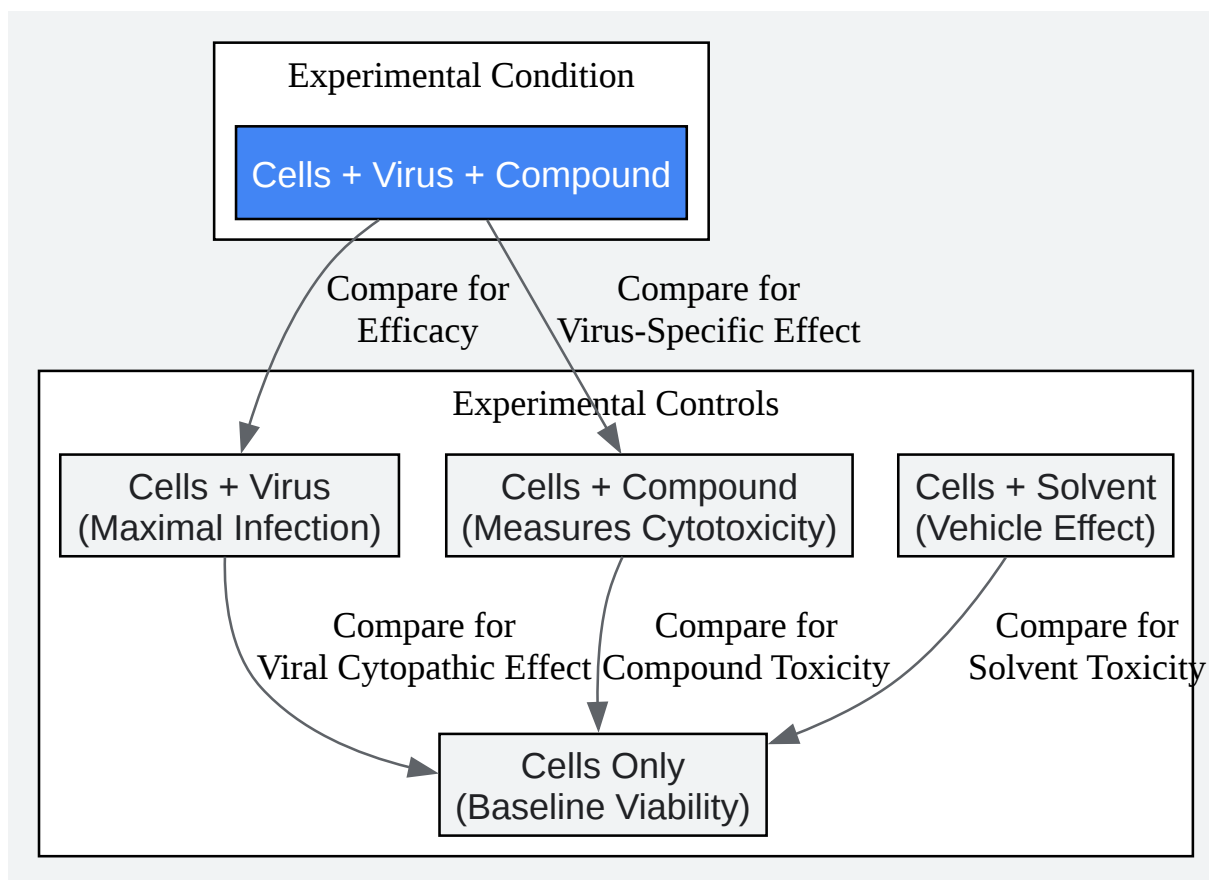 Experimental Condition
Cells + Virus + Compound
Compare for
Efficacy
Compare for
Virus-Specific Effect
Experimental Controls
Cells + Virus
(Maximal Infection)
Cells + Compound
(Measures Cytotoxicity)
Cells + Solvent
(Vehicle Effect)
Compare for
Viral Cytopathic Effect
Compare for
Compound Toxicity
Compare for
Solvent Toxicity
Cells Only
(Baseline Viability)